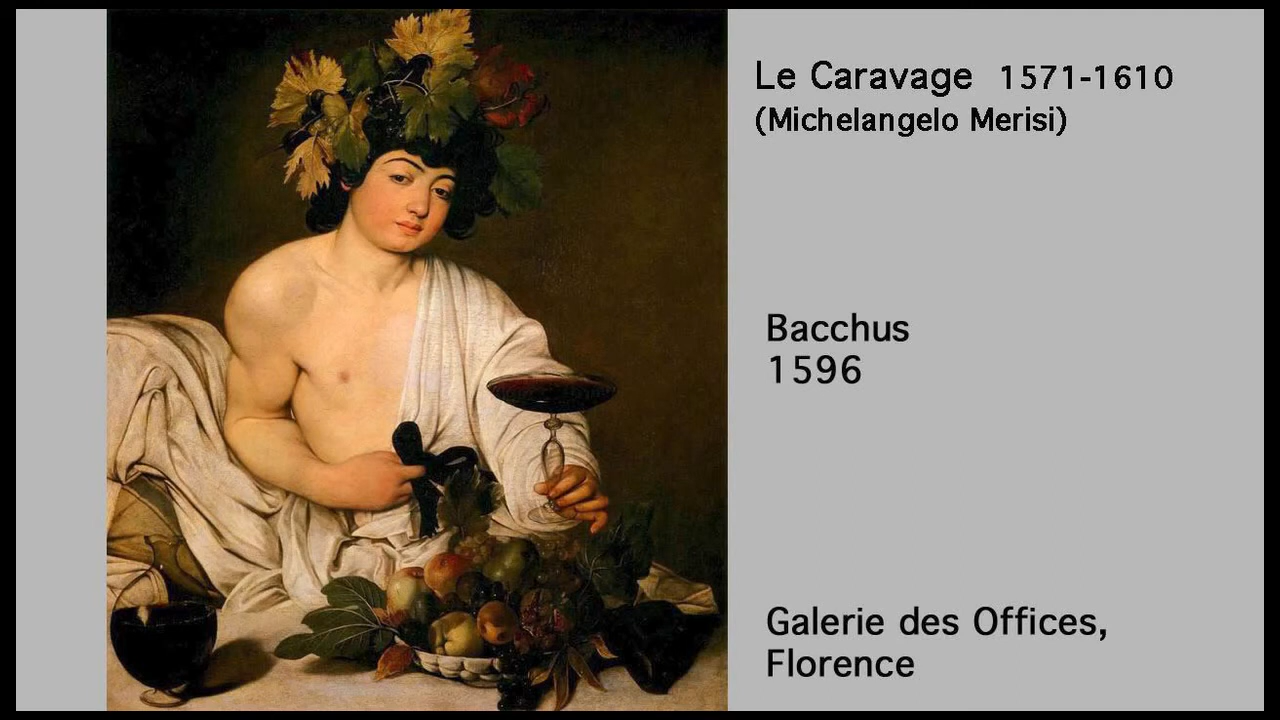 Le Caravage 1571-1610
(Michelangelo Merisi)
Bacchus
1596
Galerie des Offices,
Florence